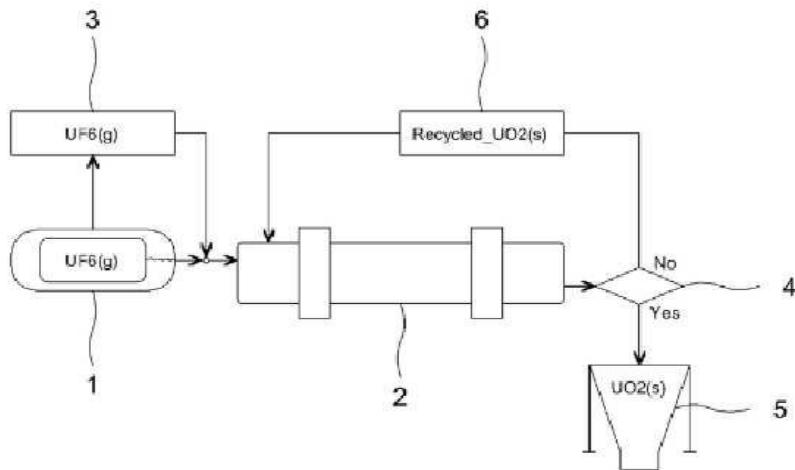 3
6
UF6(g)
Recycled_UO2(s)
UF6(g)
No
4
Yes
1
2
UO2(s)
5